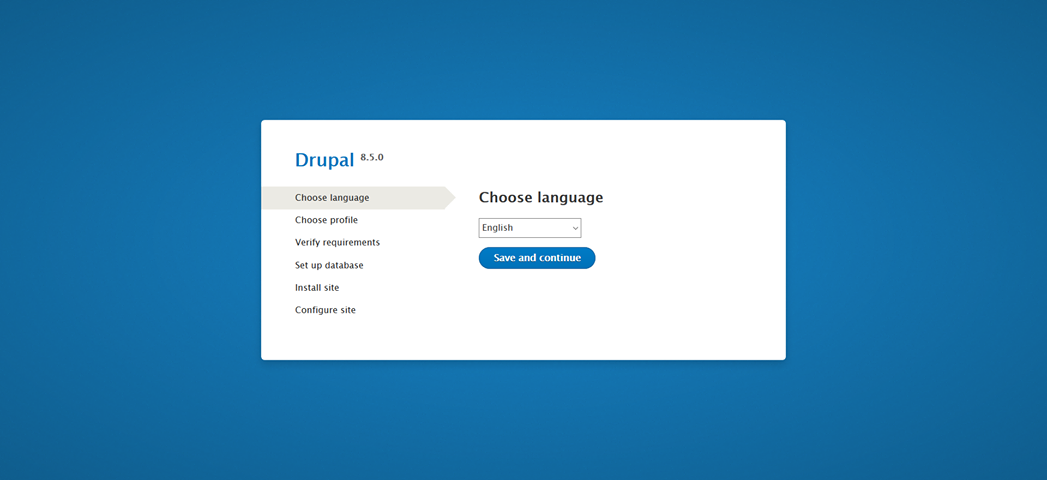 Drupal 8.5.0
Choose language
Choose profile
Verify requirements
Set up database
Install site
Configure site
Choose language
English
Save and continue